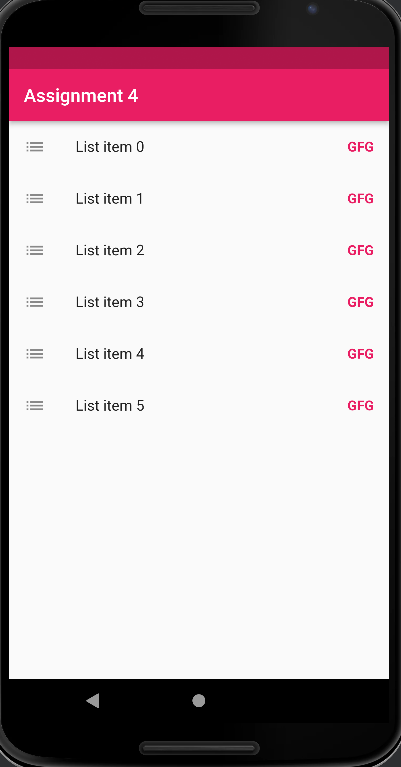 Assignment 4
List item 0 GFG
List item 1 GFG
List item 2 GFG
List item 3 GFG
List item 4 GFG
List item 5 GFG